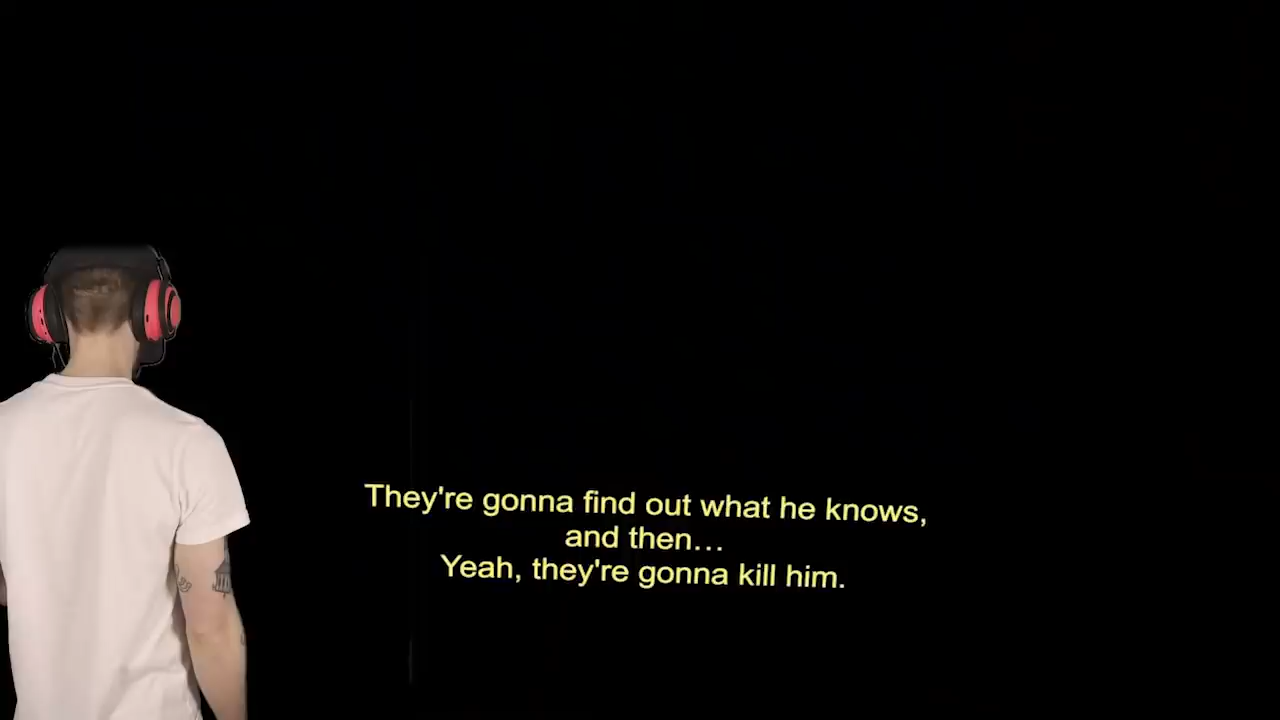 They're gonna find out what he knows,
and then…
Yeah, they're gonna kill him.